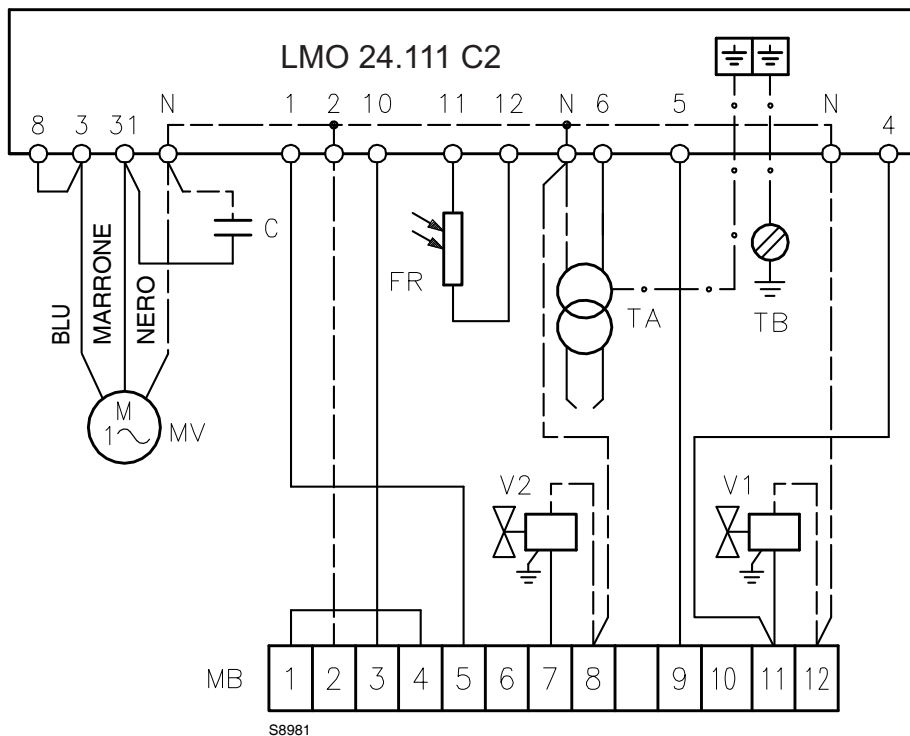 LMO 24.111 C2
8 3 31 N 1 2 10 11 12 N 6 5 N 4
C
FR
TA
TB
BLU
MARRONE
NERO
M
1~
MV
V2
V1
MB 1 2 3 4 5 6 7 8 9 10 11 12
S8981